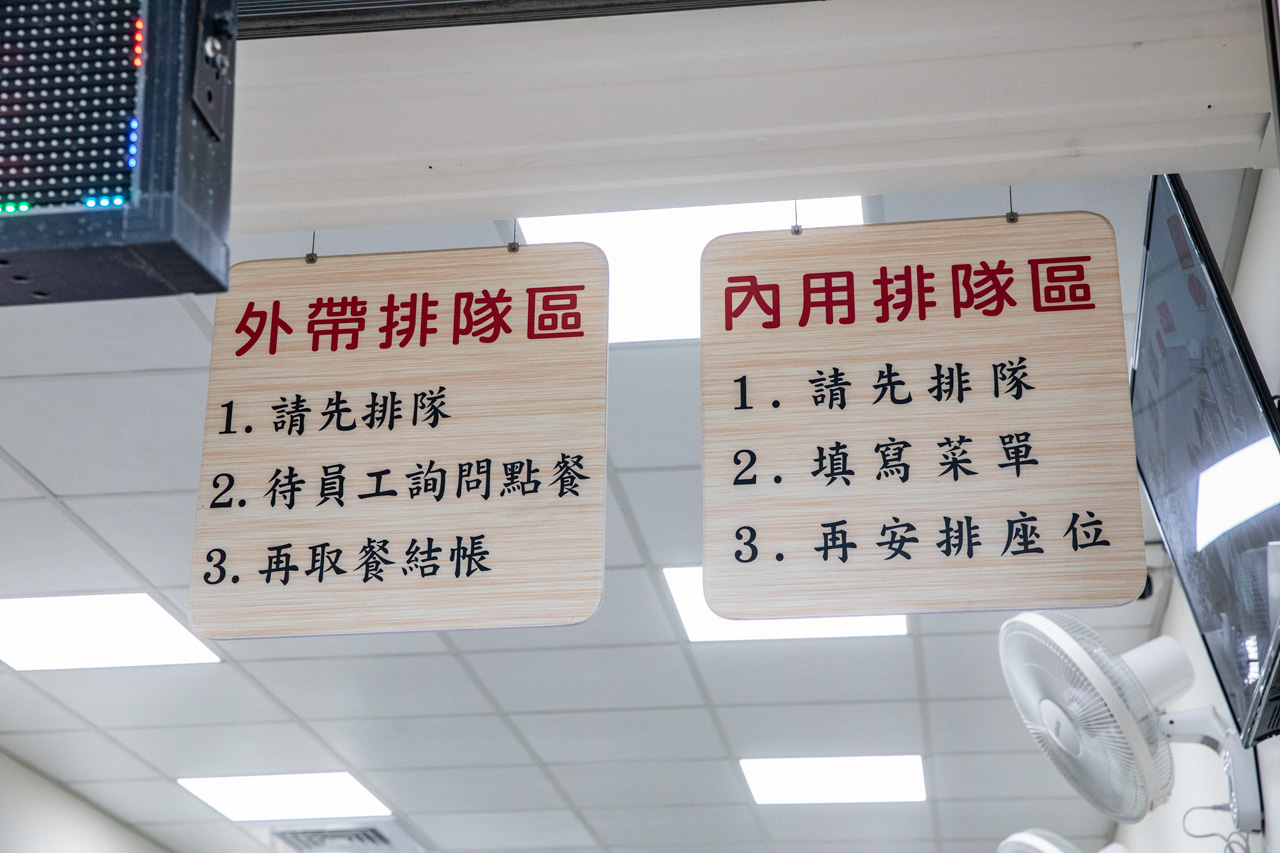 外帶排隊區
1. 請先排隊
2. 待員工詢問點餐
3. 再取餐結帳
內用排隊區
1. 請先排隊
2. 填寫菜單
3. 再安排座位